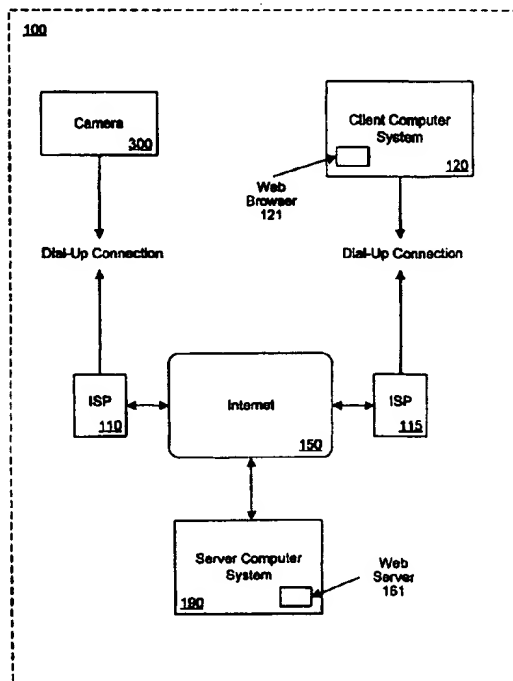 100
Camera
300
Client Computer
System
120
Web
Browser
121
Dial-Up Connection
Dial-Up Connection
ISP
110
Internet
150
ISP
115
Server Computer
System
190
Web
Server
161